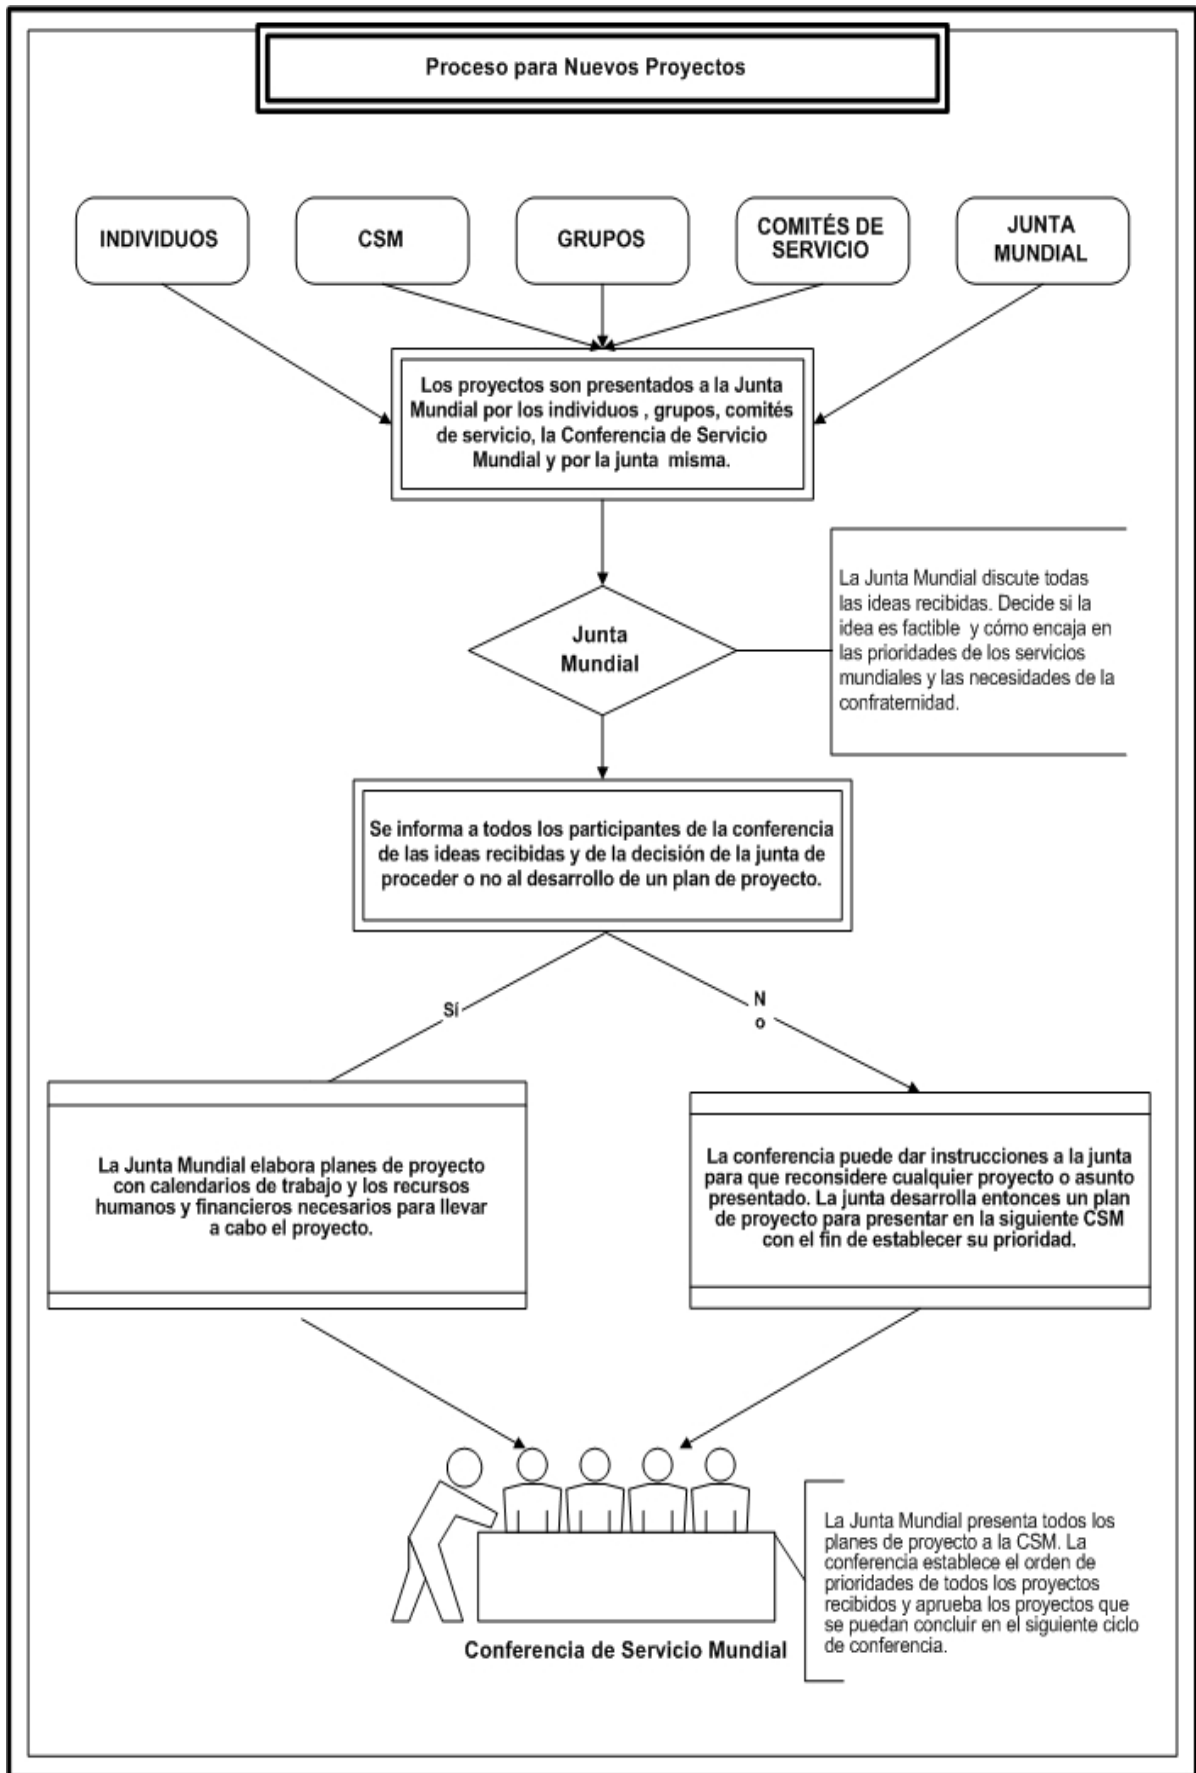 Proceso para Nuevos Proyectos
INDIVIDUOS
CSM
GRUPOS
COMITÉS DE
SERVICIO
JUNTA
MUNDIAL
Los proyectos son presentados a la Junta
Mundial por los individuos , grupos, comités
de servicio, la Conferencia de Servicio
Mundial y por la junta misma.
Junta
Mundial
La Junta Mundial discute todas
las ideas recibidas. Decide si la
idea es factible y cómo encaja en
las prioridades de los servicios
mundiales y las necesidades de la
confraternidad.
Se informa a todos los participantes de la conferencia
de las ideas recibidas y de la decisión de la junta de
proceder o no al desarrollo de un plan de proyecto.
Sí
N
o
La Junta Mundial elabora planes de proyecto
con calendarios de trabajo y los recursos
humanos y financieros necesarios para llevar
a cabo el proyecto.
La conferencia puede dar instrucciones a la junta
para que reconsidere cualquier proyecto o asunto
presentado. La junta desarrolla entonces un plan
de proyecto para presentar en la siguiente CSM
con el fin de establecer su prioridad.
La Junta Mundial presenta todos los
planes de proyecto a la CSM. La
conferencia establece el orden de
prioridades de todos los proyectos
recibidos y aprueba los proyectos que
se puedan concluir en el siguiente ciclo
de conferencia.
Conferencia de Servicio Mundial